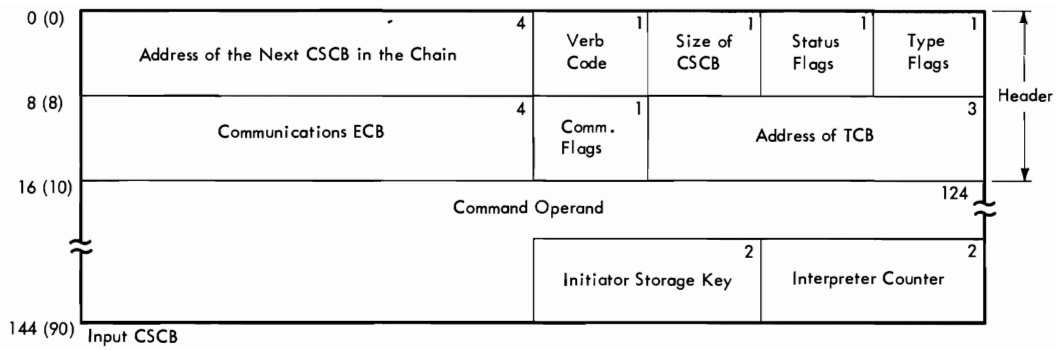 0 (0)
4 1 1 1 1
Address of the Next CSCB in the Chain
Verb Code
Size of CSCB
Status Flags
Type Flags
Header
8 (8)
4 1 3
Communications ECB
Comm. Flags
Address of TCB
16 (10)
124
Command Operand
2 2
Initiator Storage Key
Interpreter Counter
144 (90)
Input CSCB